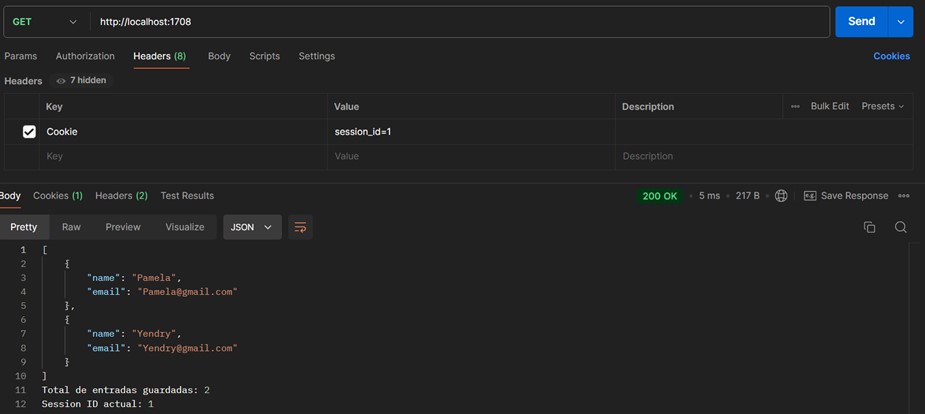 GET http://localhost:1708 Send
Params Authorization Headers (8) Body Scripts Settings Cookies
Headers 7 hidden
Key Value Description Bulk Edit Presets
Cookie session_id=1
Key Value Description
Body Cookies (1) Headers (2) Test Results 200 OK 5 ms 217 B Save Response
Pretty Raw Preview Visualize JSON
1 [
2 {
3 "name": "Pamela",
4 "email": "Pamela@gmail.com"
5 },
6 {
7 "name": "Yendry",
8 "email": "Yendry@gmail.com"
9 }
10 ]
11 Total de entradas guardadas: 2
12 Session ID actual: 1